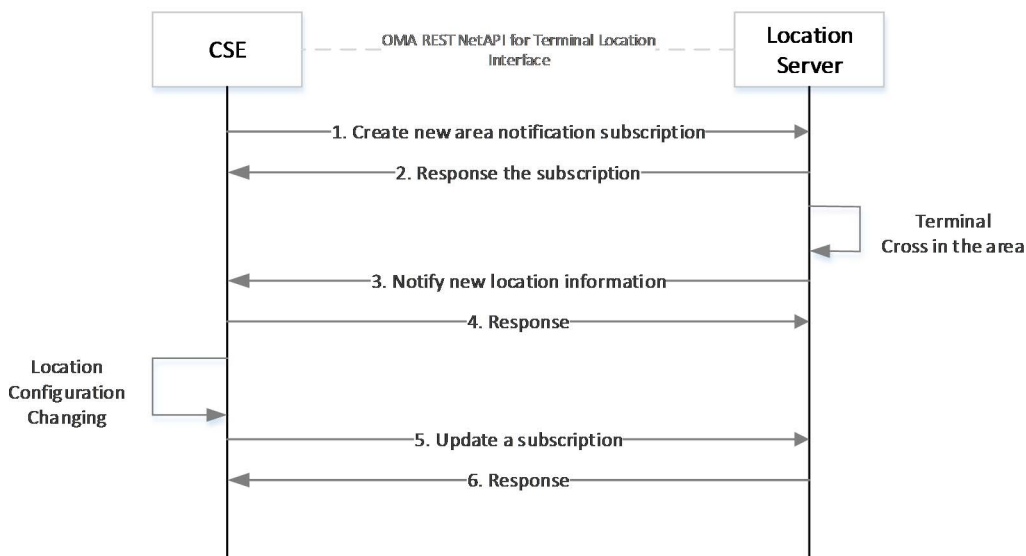 CSE
OMA REST NetAPI for Terminal Location
Interface
Location
Server
1. Create new area notification subscription
2. Response the subscription
Terminal
Cross in the area
3. Notify new location information
4. Response
Location
Configuration
Changing
5. Update a subscription
6. Response